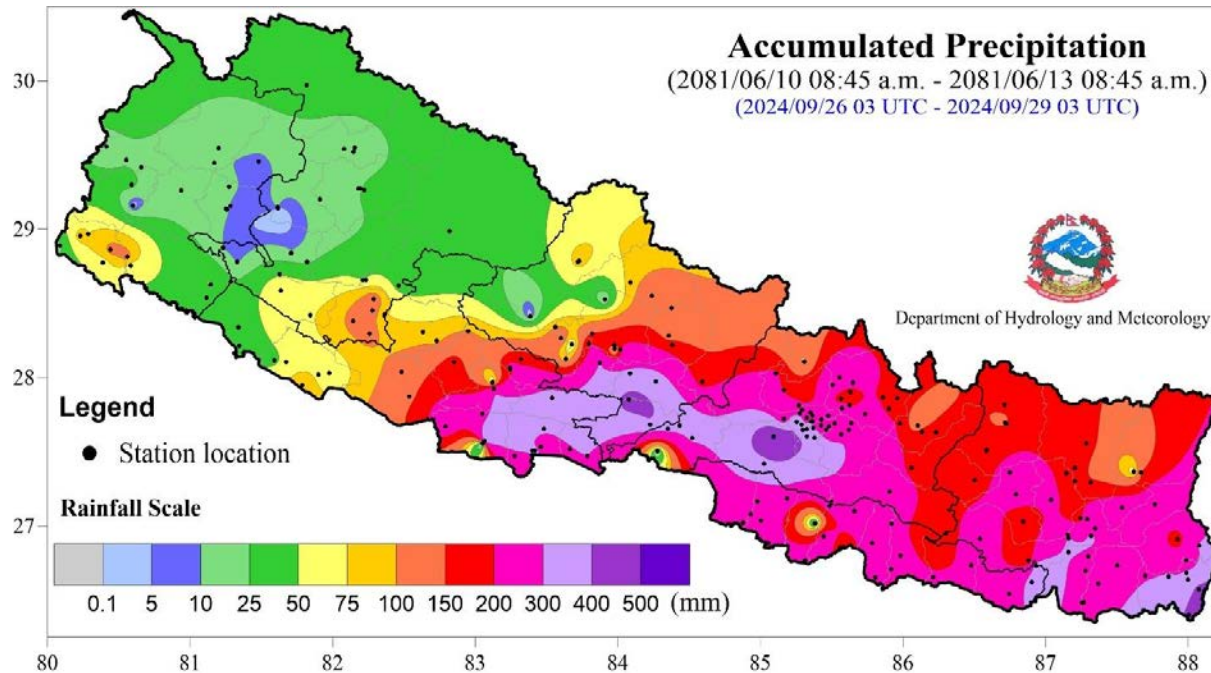 Accumulated Precipitation
(2081/06/10 08:45 a.m. - 2081/06/13 08:45 a.m.)
(2024/09/26 03 UTC - 2024/09/29 03 UTC)
30
29
28
27
Department of Hydrology and Meteorology
Legend
Station location
Rainfall Scale
0.1 5 10 25 50 75 100 150 200 300 400 500 (mm)
80 81 82 83 84 85 86 87 88